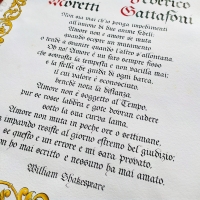 Moretti
Federico
Gattafoni
Non sia mai ch'io ponga impedimenti
all'unione di due anime fedeli.
Amore non è amore se muta
quando scopre un mutamento
o tende a svanire quando l'altro s'allontana.
Oh no! Amore è un faro sempre fisso
che sovrasta la tempesta e non vacilla mai;
è la stella che guida di ogni barca,
il cui valore è sconosciuto,
benché nota la distanza.
Amore non è soggetto al Tempo,
pur se rosee labbra e gote dovran cadere
sotto la sua curva lama.
Amore non muta in poche ore o settimane,
impavido resiste al giorno estremo del giudizio;
se questo è un errore e mi sarà provato,
io non ho mai scritto e nessuno ha mai amato.
William Shakespeare